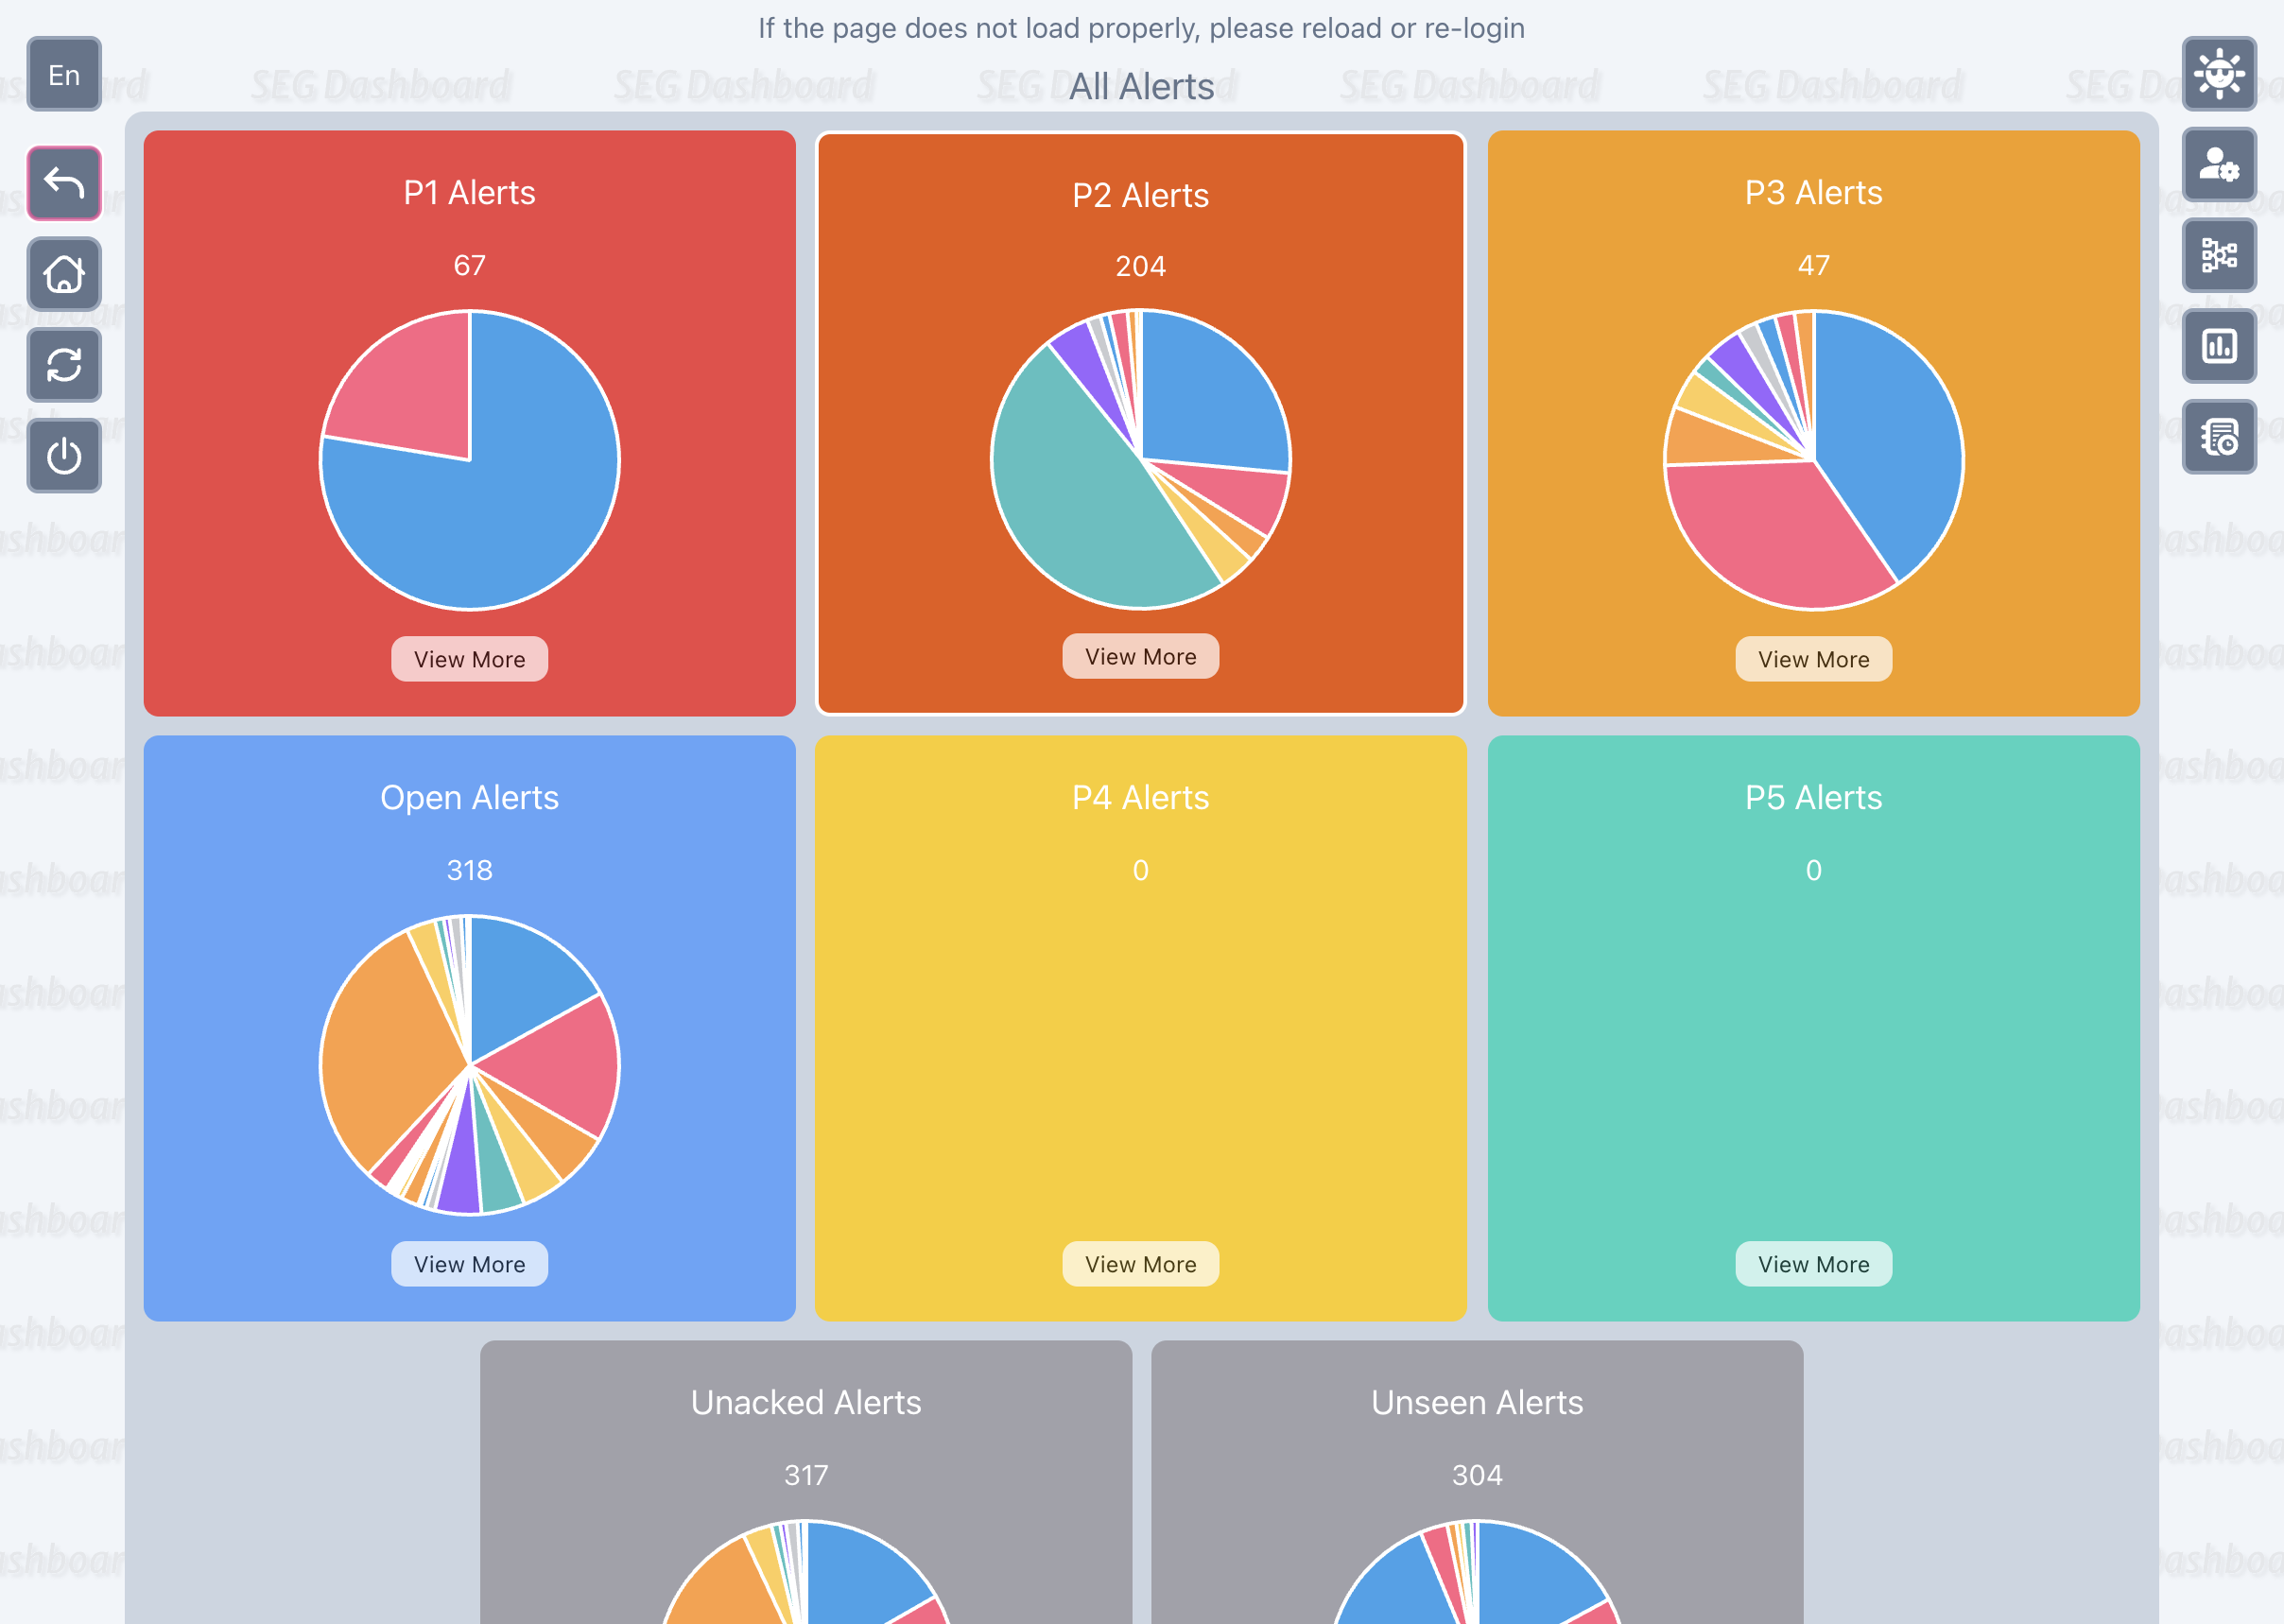 If the page does not load properly, please reload or re-login
En
SEG Dashboard SEG Dashboard SEG Dashboard SEG Dashboard SEG Dashboard
All Alerts
P1 Alerts
67
View More
P2 Alerts
204
View More
P3 Alerts
47
View More
Open Alerts
318
View More
P4 Alerts
0
View More
P5 Alerts
0
View More
Unacked Alerts
317
Unseen Alerts
304